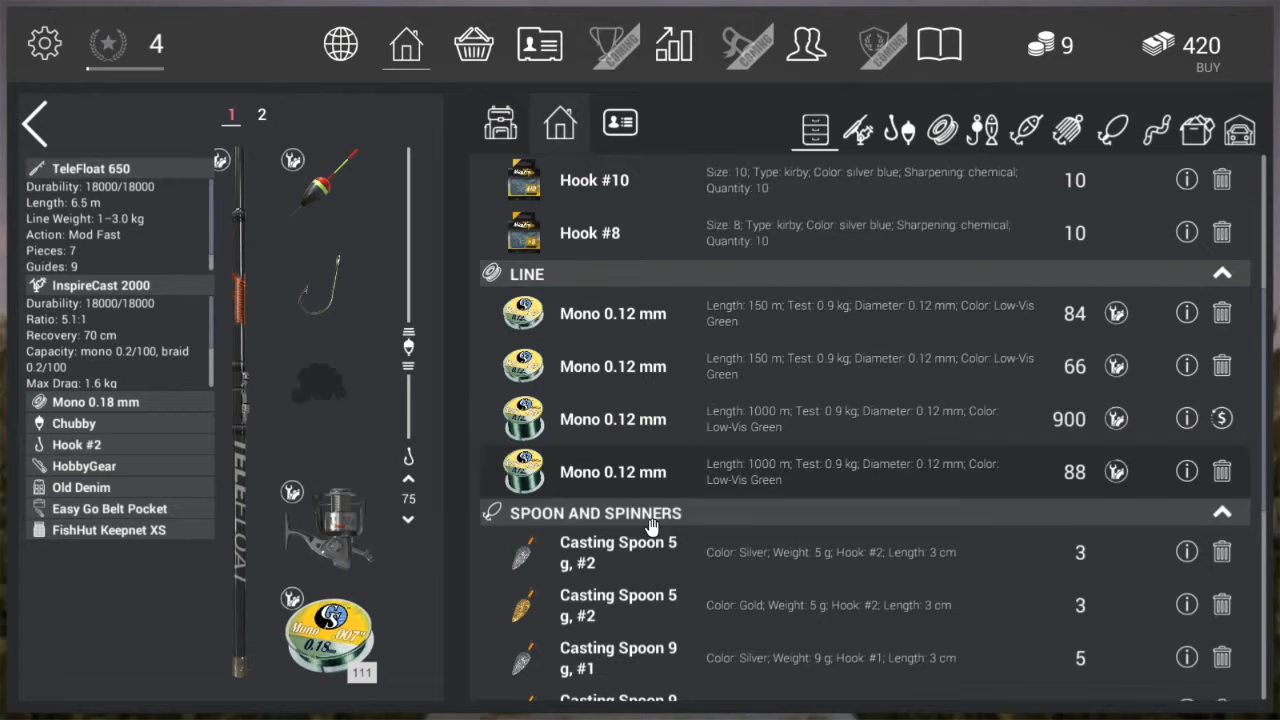 4
COMING
COMING
COMING
9
420
BUY
1
2
TeleFloat 650
Durability: 18000/18000
Length: 6.5 m
Line Weight: 1–3.0 kg
Action: Mod Fast
Pieces: 7
Guides: 9
InspireCast 2000
Durability: 18000/18000
Ratio: 5.1:1
Recovery: 70 cm
Capacity: mono 0.2/100, braid
0.2/100
Max Drag: 1.6 kg
Mono 0.18 mm
Chubby
Hook #2
HobbyGear
Old Denim
Easy Go Belt Pocket
FishHut Keepnet XS
TELEFLOAT
75
Mono .007"
0.18
111
Hook #10
Size: 10; Type: kirby; Color: silver blue; Sharpening: chemical;
Quantity: 10
10
Hook #8
Size: 8; Type: kirby; Color: silver blue; Sharpening: chemical;
Quantity: 10
10
LINE
Mono 0.12 mm
Length: 150 m; Test: 0.9 kg; Diameter: 0.12 mm; Color: Low-Vis
Green
84
Mono 0.12 mm
Length: 150 m; Test: 0.9 kg; Diameter: 0.12 mm; Color: Low-Vis
Green
66
Mono 0.12 mm
Length: 1000 m; Test: 0.9 kg; Diameter: 0.12 mm; Color:
Low-Vis Green
900
Mono 0.12 mm
Length: 1000 m; Test: 0.9 kg; Diameter: 0.12 mm; Color:
Low-Vis Green
88
SPOON AND SPINNERS
Casting Spoon 5
g, #2
Color: Silver; Weight: 5 g; Hook: #2; Length: 3 cm
3
Casting Spoon 5
g, #2
Color: Gold; Weight: 5 g; Hook: #2; Length: 3 cm
3
Casting Spoon 9
g, #1
Color: Silver; Weight: 9 g; Hook: #1; Length: 3 cm
5
Casting Spoon 9